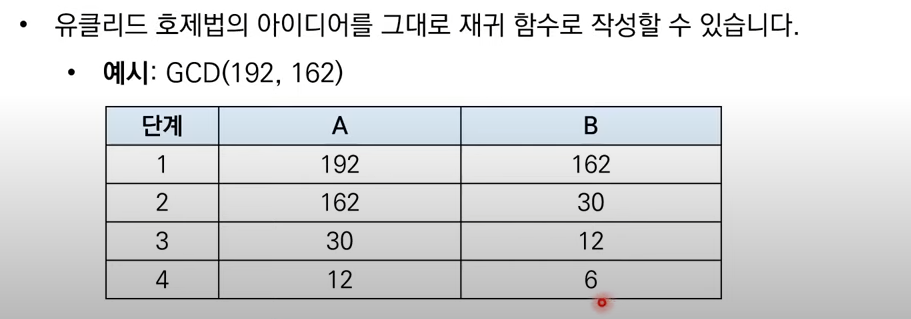 • 유클리드 호제법의 아이디어를 그대로 재귀 함수로 작성할 수 있습니다.
• 예시: GCD(192, 162)
단계 A B
1 192 162
2 162 30
3 30 12
4 12 6